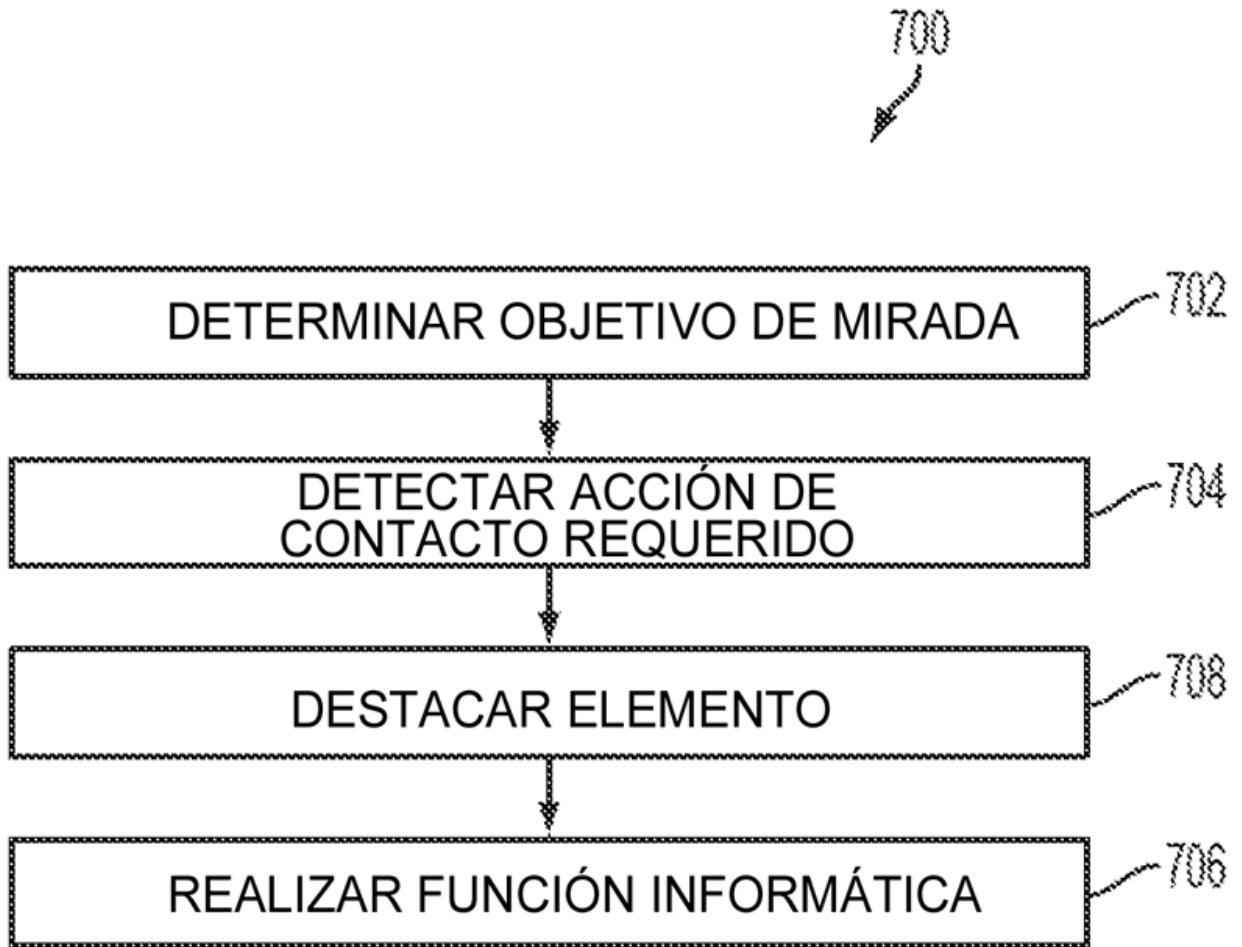 700
DETERMINAR OBJETIVO DE MIRADA
702
DETECTAR ACCIÓN DE
CONTACTO REQUERIDO
704
DESTACAR ELEMENTO
708
REALIZAR FUNCIÓN INFORMÁTICA
706